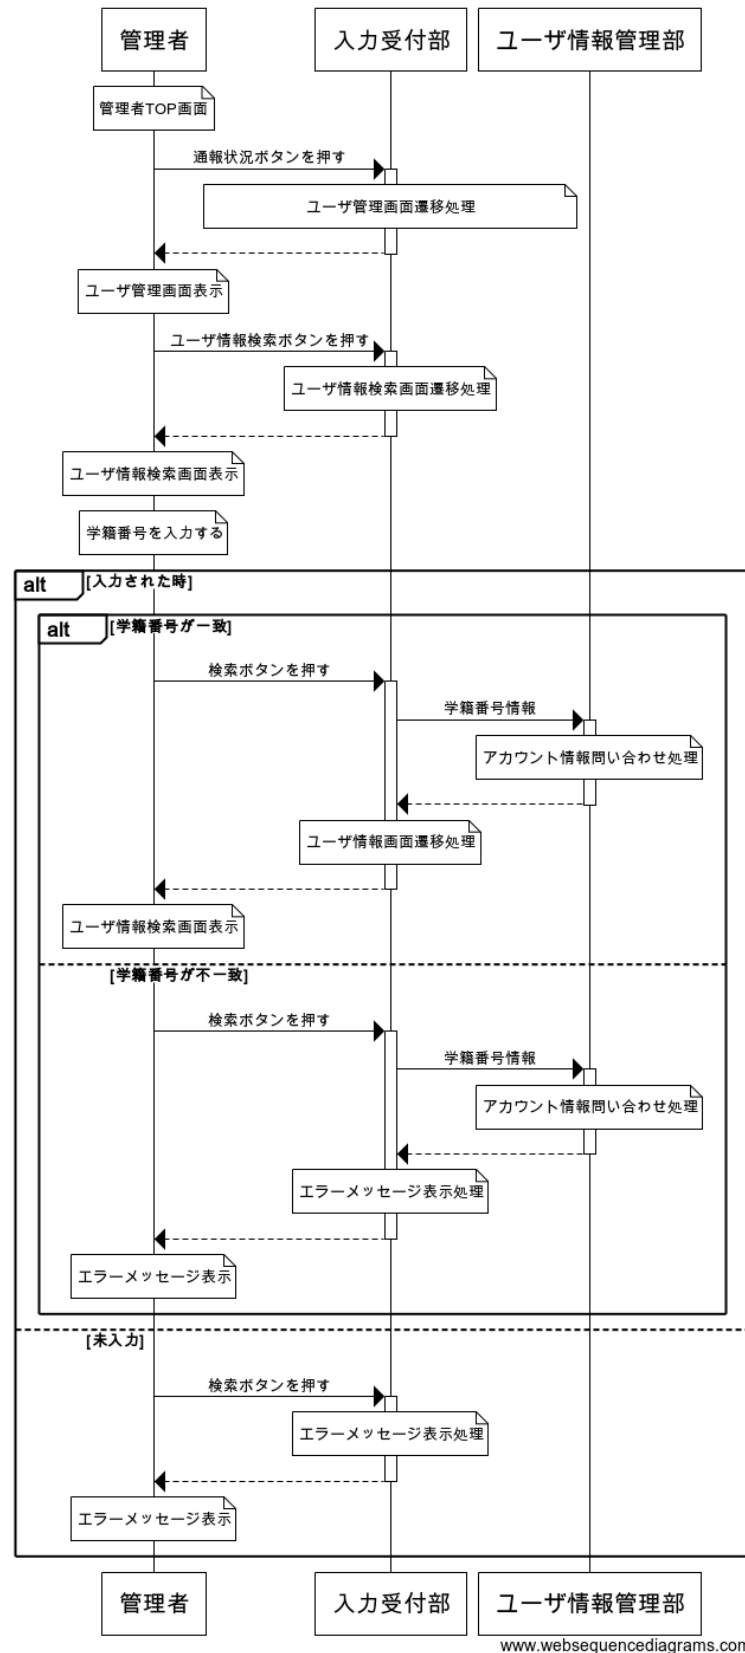 管理者
入力受付部
ユーザ情報管理部
管理者TOP画面
通報状況ボタンを押す
ユーザ管理画面遷移処理
ユーザ管理画面表示
ユーザ情報検索ボタンを押す
ユーザ情報検索画面遷移処理
ユーザ情報検索画面表示
学籍番号を入力する
alt
[入力された時]
alt
[学籍番号が一致]
検索ボタンを押す
学籍番号情報
アカウント情報問い合わせ処理
ユーザ情報画面遷移処理
ユーザ情報検索画面表示
[学籍番号が不一致]
検索ボタンを押す
学籍番号情報
アカウント情報問い合わせ処理
エラーメッセージ表示処理
エラーメッセージ表示
[未入力]
検索ボタンを押す
エラーメッセージ表示処理
エラーメッセージ表示
管理者
入力受付部
ユーザ情報管理部
www.websequencediagrams.com